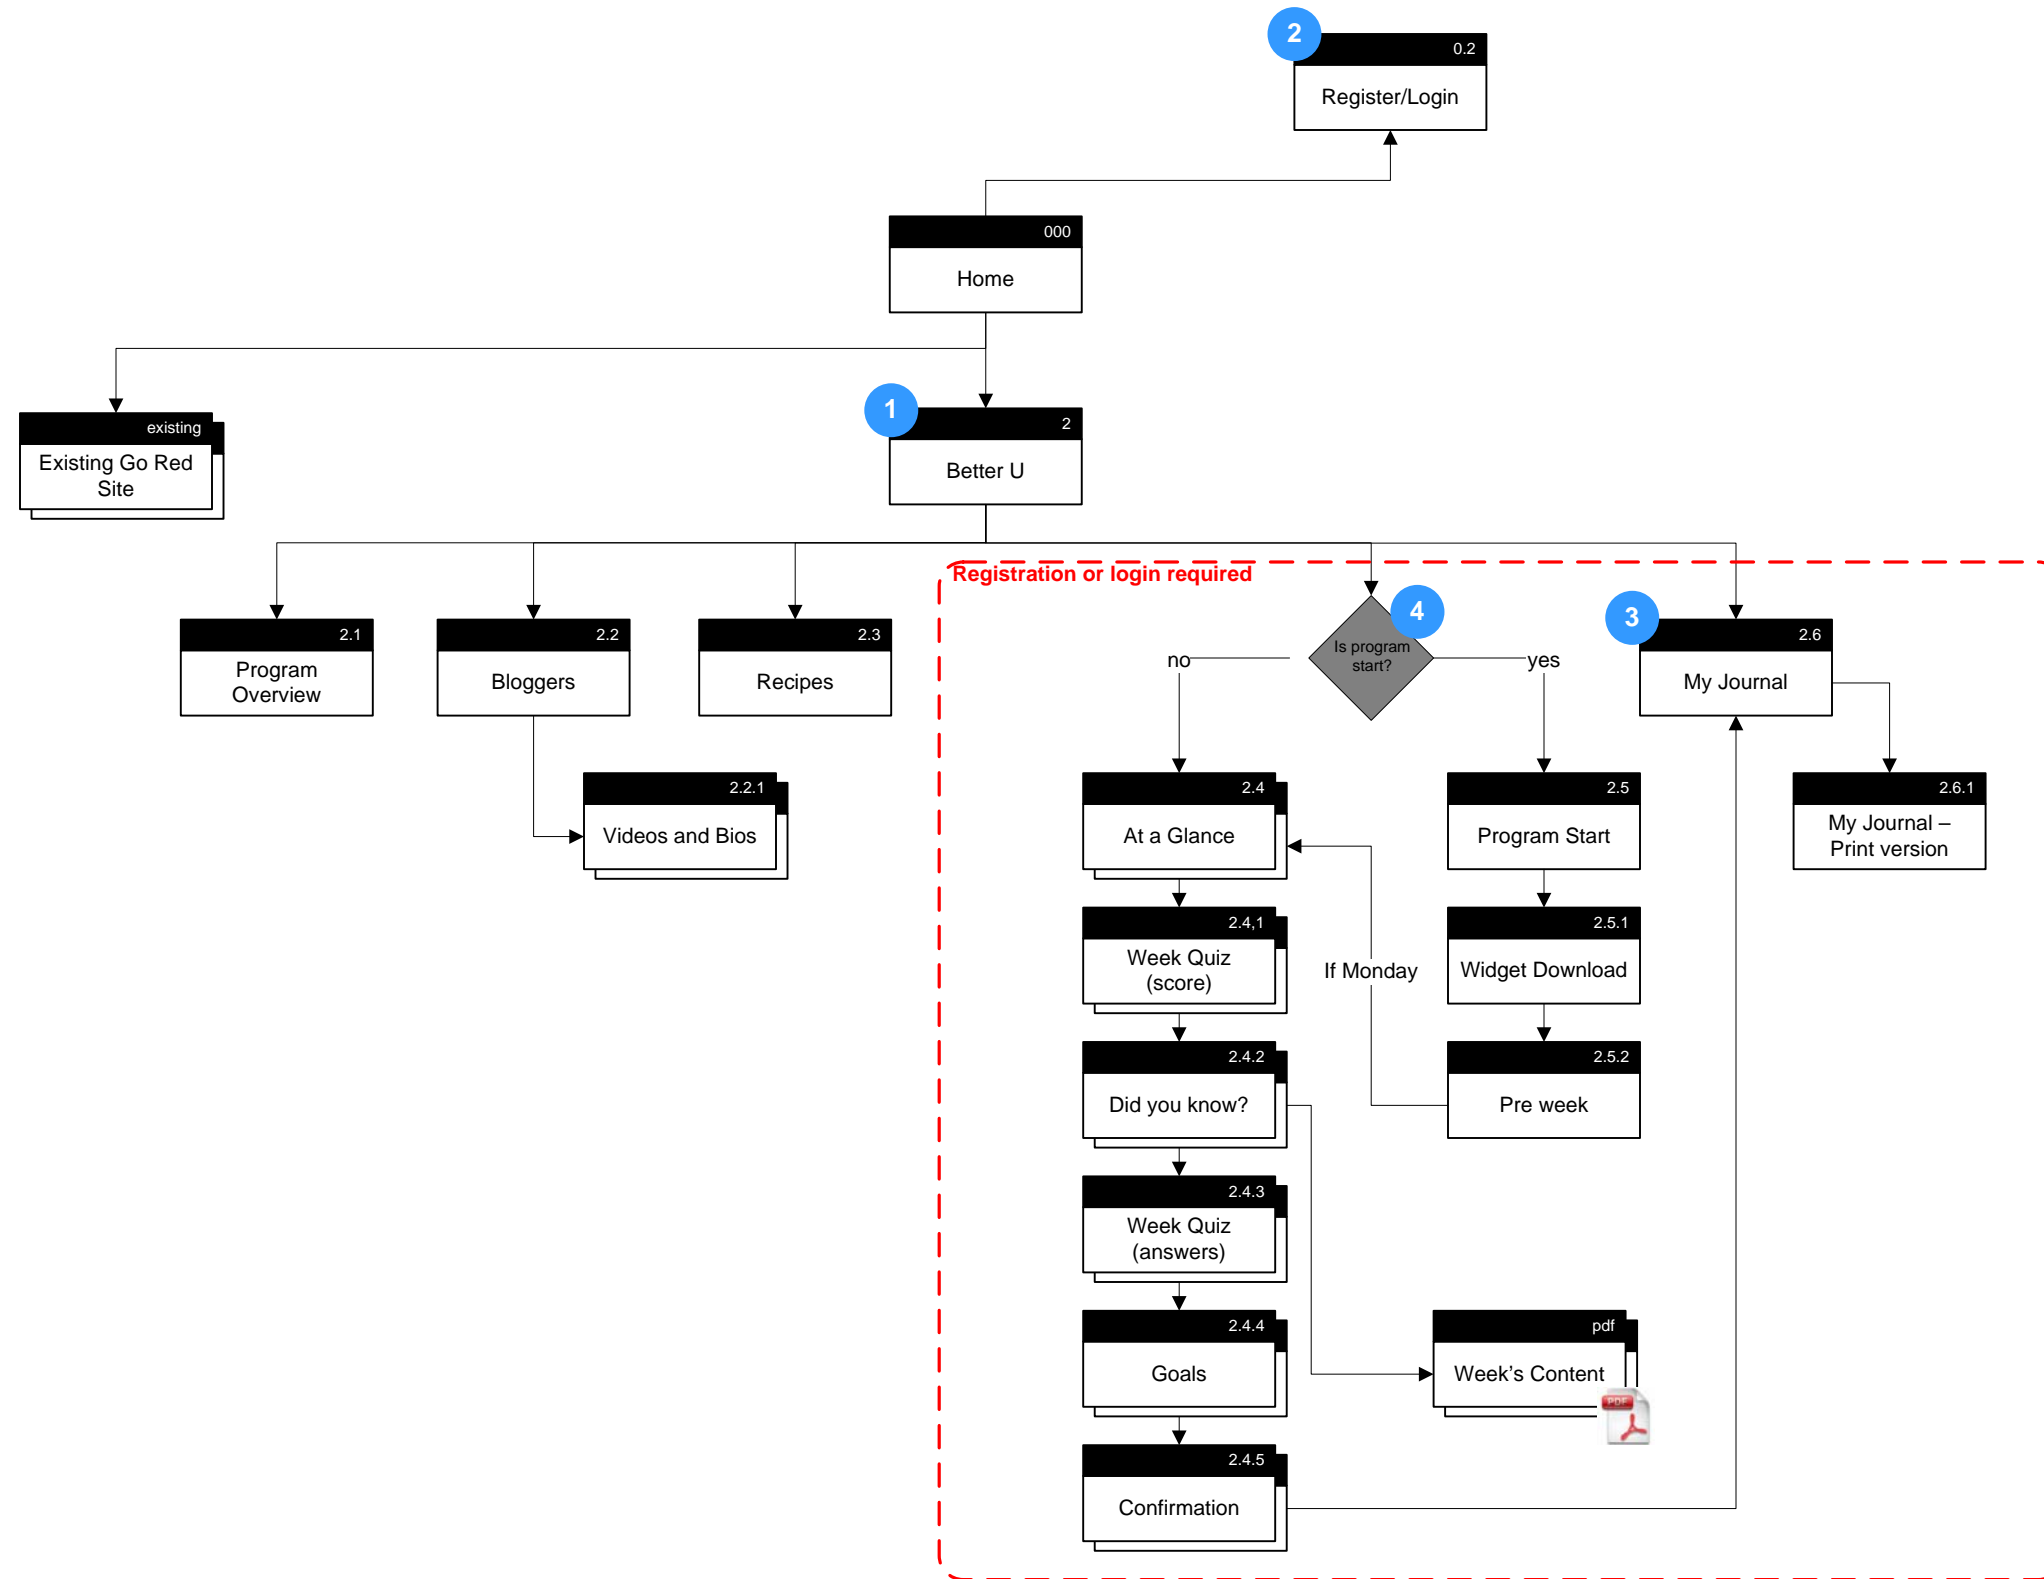 2
0.2
Register/Login
000
Home
existing
Existing Go Red
Site
1
2
Better U
Registration or login required
2.1
Program
Overview
2.2
Bloggers
2.3
Recipes
4
Is program
start?
no
yes
3
2.6
My Journal
2.2.1
Videos and Bios
2.4
At a Glance
2.5
Program Start
2.6.1
My Journal –
Print version
2.4,1
Week Quiz
(score)
If Monday
2.5.1
Widget Download
2.4.2
Did you know?
2.5.2
Pre week
2.4.3
Week Quiz
(answers)
2.4.4
Goals
pdf
Week’s Content
PDF
2.4.5
Confirmation